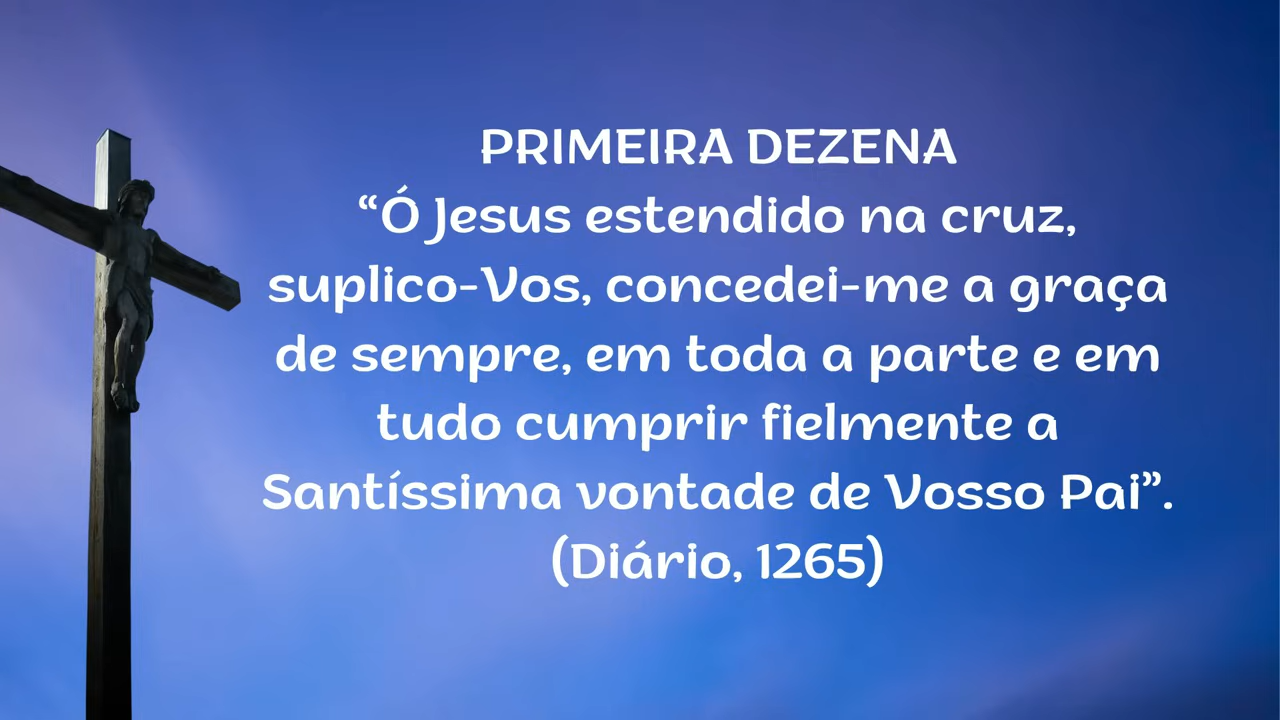 PRIMEIRA DEZENA
“Ó Jesus estendido na cruz,
suplico-Vos, concedei-me a graça
de sempre, em toda a parte e em
tudo cumprir fielmente a
Santíssima vontade de Vosso Pai”.
(Diário, 1265)